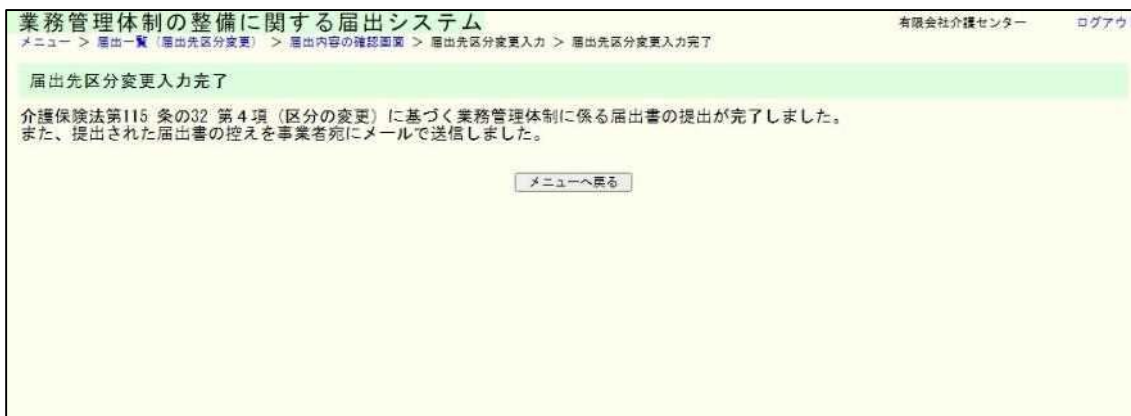 業務管理体制の整備に関する届出システム
有限会社介護センター
ログアウ
メニュー > 届出一覧(届出先区分変更) > 届出内容の確認画面 > 届出先区分変更入力 > 届出先区分変更入力完了
届出先区分変更入力完了
介護保険法第115 条の32 第4項(区分の変更)に基づく業務管理体制に係る届出書の提出が完了しました。
また、提出された届出書の控えを事業者宛にメールで送信しました。
メニューへ戻る